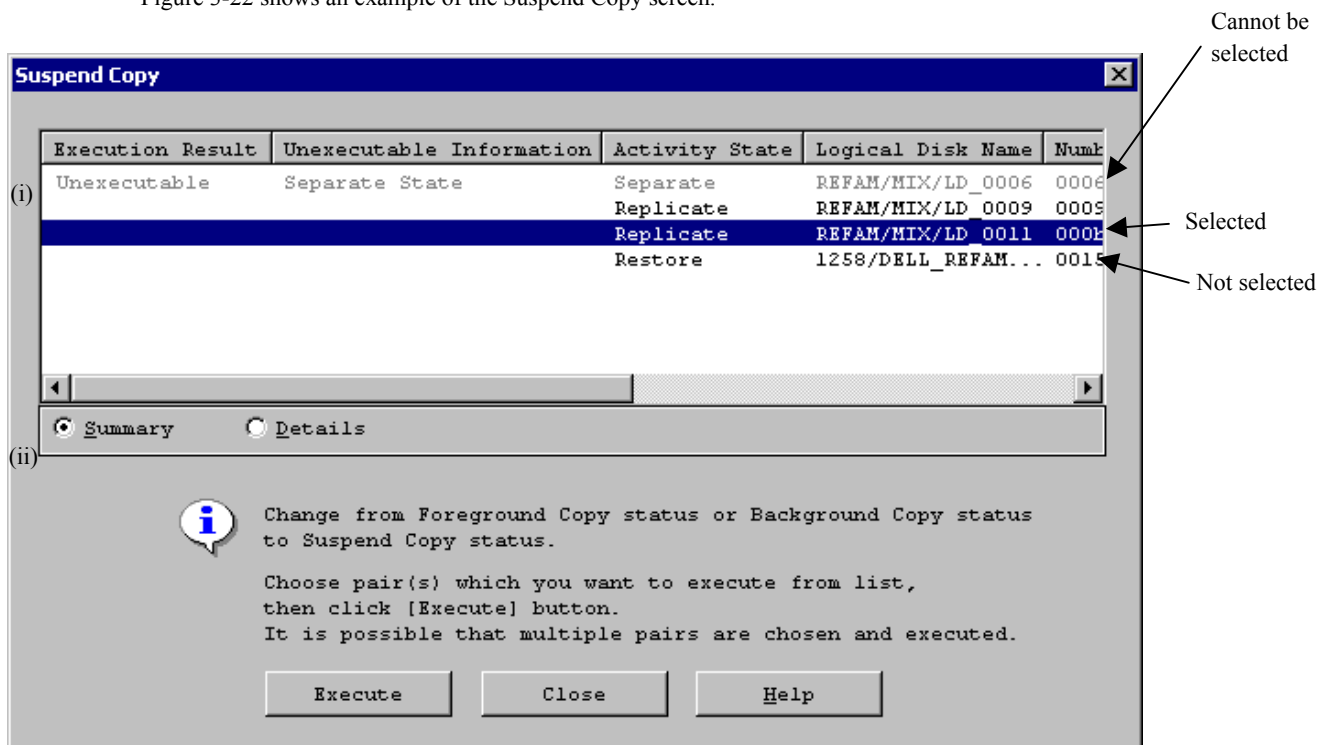 Figure 3-22 shows an example of the Suspend Copy screen.
Cannot be
selected
Suspend Copy
Execution Result Unexecutable Information Activity State Logical Disk Name Numb
(i)
Unexecutable Separate State Separate REFAM/MIX/LD_0006 0006
Replicate REFAM/MIX/LD_0009 0009
Replicate REFAM/MIX/LD_0011 000b
Selected
Restore 1258/DELL_REFAM... 0015
Not selected
Summary Details
(ii)
Change from Foreground Copy status or Background Copy status
to Suspend Copy status.
Choose pair(s) which you want to execute from list,
then click [Execute] button.
It is possible that multiple pairs are chosen and executed.
Execute Close Help